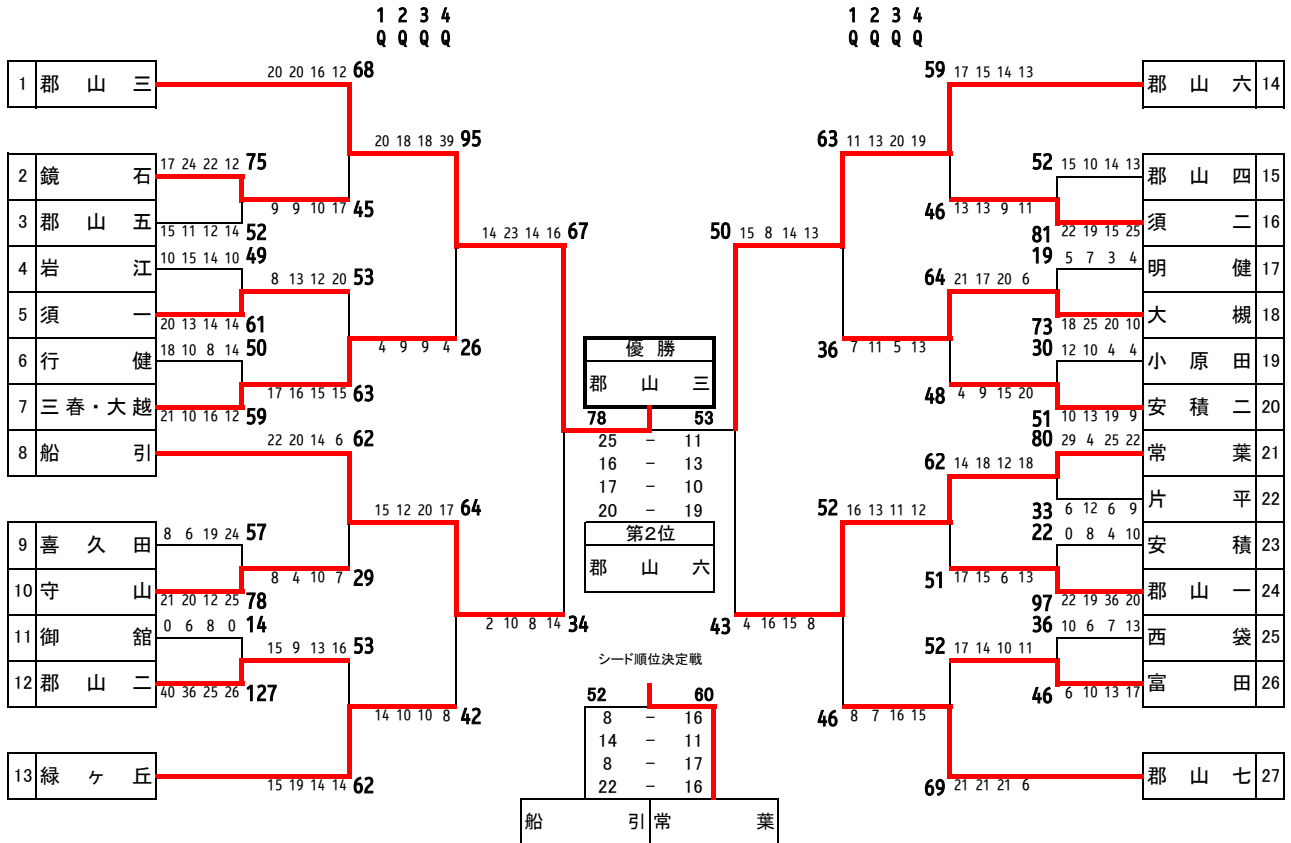 1 2 3 4
Q Q Q Q
1 2 3 4
Q Q Q Q
1 郡山三
20 20 16 12 68
20 18 18 39 95
2 鏡石
17 24 22 12 75
9 9 10 17 45
3 郡山五
15 11 12 14 52
14 23 14 16 67
4 岩江
10 15 14 10 49
8 13 12 20 53
5 須一
20 13 14 14 61
6 行健
18 10 8 14 50
4 9 9 4 26
17 16 15 15 63
7 三春・大越
21 10 16 12 59
8 船引
22 20 14 6 62
15 12 20 17 64
9 喜久田
8 6 19 24 57
8 4 10 7 29
10 守山
21 20 12 25 78
2 10 8 14 34
11 御舘
0 6 8 0 14
15 9 13 16 53
12 郡山二
40 36 25 26 127
14 10 10 8 42
13 緑ヶ丘
15 19 14 14 62
優勝
郡山三
78 53
25 - 11
16 - 13
17 - 10
20 - 19
第2位
郡山六
シード順位決定戦
52 60
8 - 16
14 - 11
8 - 17
22 - 16
船引 常葉
59 17 15 14 13
郡山六 14
63 11 13 20 19
52 15 10 14 13
郡山四 15
46 13 13 9 11
81 22 19 15 25
須二 16
50 15 8 14 13
19 5 7 3 4
明健 17
64 21 17 20 6
73 18 25 20 10
大槻 18
36 7 11 5 13
30 12 10 4 4
小原田 19
48 4 9 15 20
51 10 13 19 9
安積二 20
80 29 4 25 22
常葉 21
62 14 18 12 18
33 6 12 6 9
片平 22
52 16 13 11 12
22 0 8 4 10
安積 23
51 17 15 6 13
97 22 19 36 20
郡山一 24
43 4 16 15 8
36 10 6 7 13
西袋 25
52 17 14 10 11
46 6 10 13 17
富田 26
46 8 7 16 15
69 21 21 21 6
郡山七 27